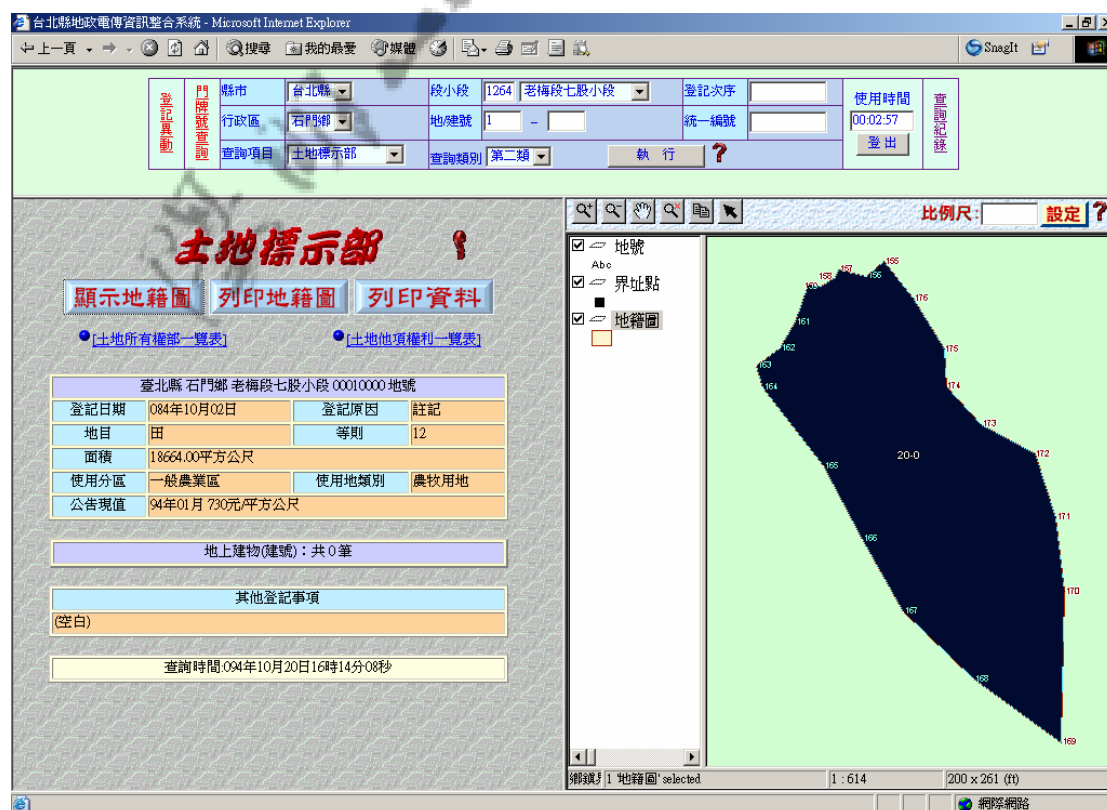 台北縣地政電傳資訊整合系統 - Microsoft Internet Explorer
上一頁 搜尋 我的最愛 媒體 SnagIt
登記異動
門牌號查詢
縣市 台北縣 段小段 1264 老梅段七股小段 登記次序
行政區 石門鄉 地/建號 1 - 統一編號
查詢項目 土地標示部 查詢類別 第二類 執 行 ?
使用時間
00:02:57
登出
查詢紀錄
比例尺: 設定 ?
土地標示部
顯示地籍圖 列印地籍圖 列印資料
[土地所有權部一覽表] [土地他項權利一覽表]
臺北縣 石門鄉 老梅段七股小段 00010000 地號
登記日期 084年10月02日 登記原因 註記
地目 田 等則 12
面積 18664.00平方公尺
使用分區 一般農業區 使用地類別 農牧用地
公告現值 94年01月 730元/平方公尺
地上建物(建號)：共 0 筆
其他登記事項
(空白)
查詢時間:094年10月20日16時14分08秒
地號
Abc
界址點
地籍圖
155
157
158
156
160
176
161
162
175
163
164
174
173
172
20-0
165
171
166
170
167
168
169
1 '地籍圖' selected 1 : 614 200 x 261 (ft)
網際網路